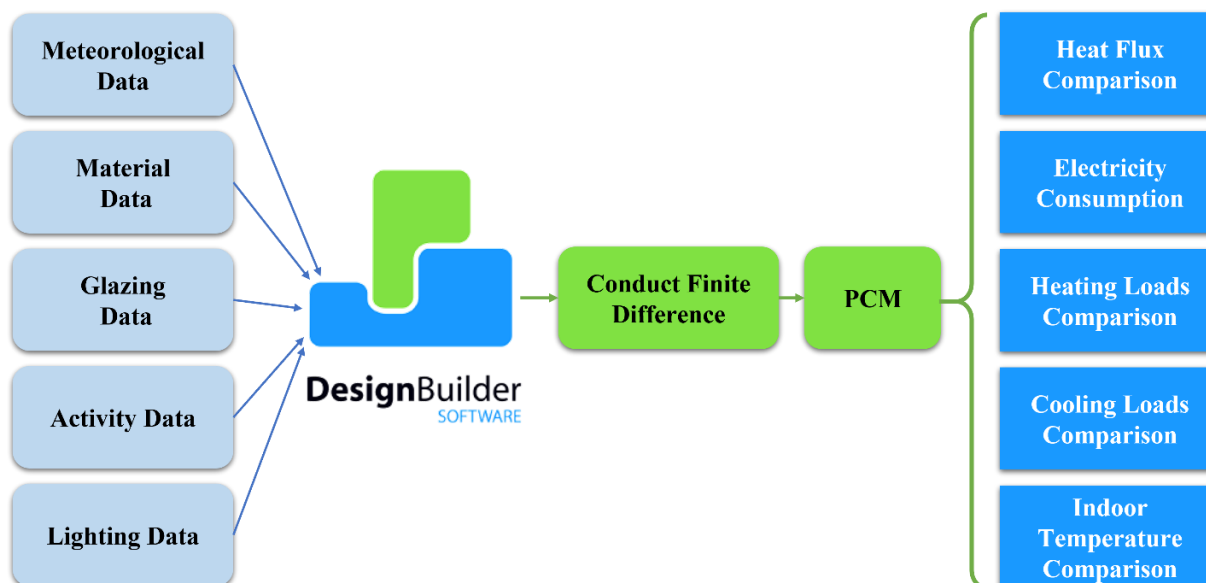 Meteorological
Data
Material
Data
Glazing
Data
Activity Data
Lighting Data
DesignBuilder
SOFTWARE
Conduct Finite
Difference
PCM
Heat Flux
Comparison
Electricity
Consumption
Heating Loads
Comparison
Cooling Loads
Comparison
Indoor
Temperature
Comparison